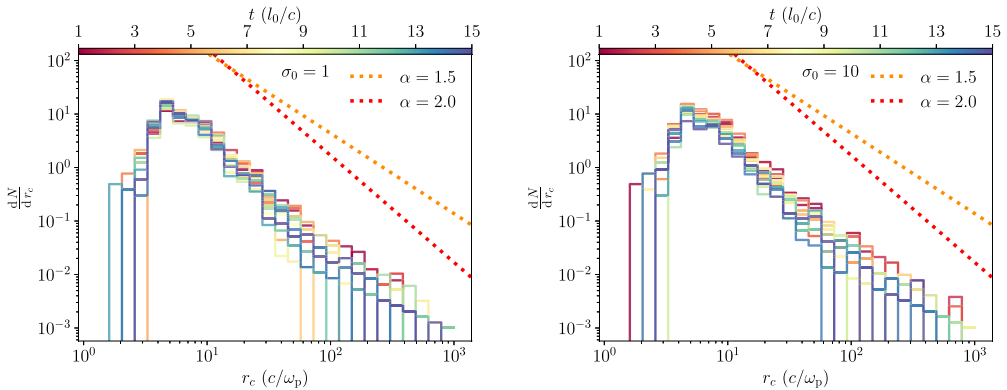 t (l₀/c)
1 3 5 7 9 11 13 15
σ₀ = 1
α = 1.5
α = 2.0
10² 10¹ 10⁰ 10⁻¹ 10⁻² 10⁻³
dN/dr_c
10⁰ 10¹ 10² 10³
r_c (c/ω_p)
t (l₀/c)
1 3 5 7 9 11 13 15
σ₀ = 10
α = 1.5
α = 2.0
10² 10¹ 10⁰ 10⁻¹ 10⁻² 10⁻³
dN/dr_c
10⁰ 10¹ 10² 10³
r_c (c/ω_p)